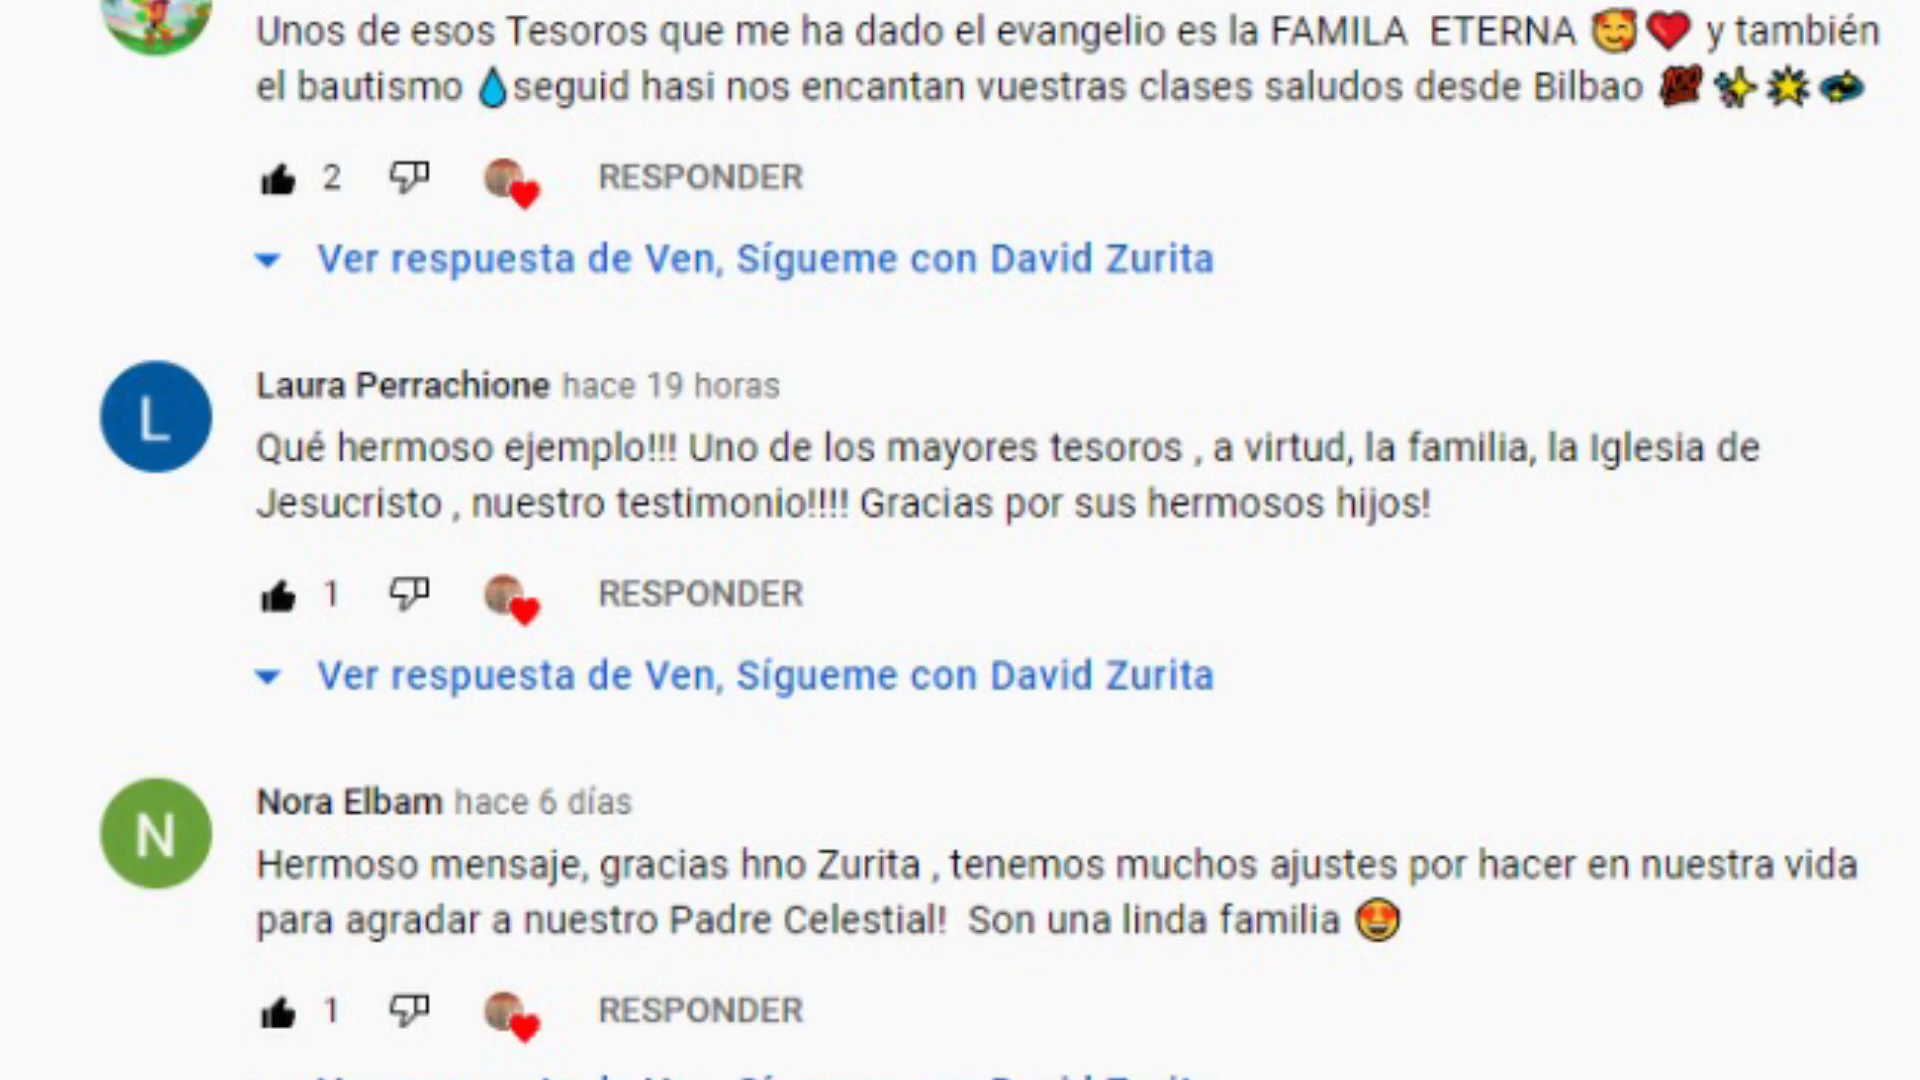 Unos de esos Tesoros que me ha dado el evangelio es la FAMILA ETERNA 🥰❤️ y también
el bautismo 💧seguid hasi nos encantan vuestras clases saludos desde Bilbao 💯✨🌟💫
2 RESPONDER
Ver respuesta de Ven, Sígueme con David Zurita
L
Laura Perrachione hace 19 horas
Qué hermoso ejemplo!!! Uno de los mayores tesoros , a virtud, la familia, la Iglesia de
Jesucristo , nuestro testimonio!!!! Gracias por sus hermosos hijos!
1 RESPONDER
Ver respuesta de Ven, Sígueme con David Zurita
N
Nora Elbam hace 6 días
Hermoso mensaje, gracias hno Zurita , tenemos muchos ajustes por hacer en nuestra vida
para agradar a nuestro Padre Celestial! Son una linda familia 🤩
1 RESPONDER